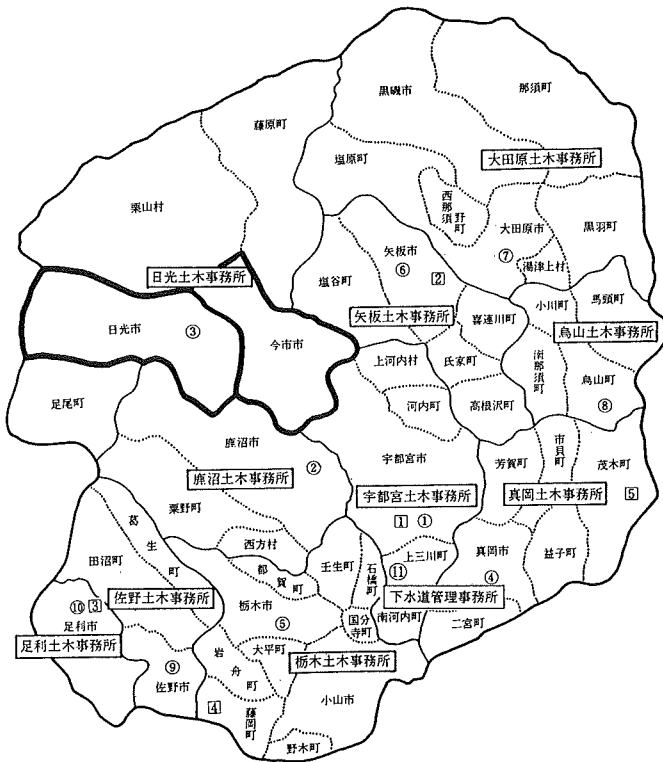 那須町
黒磯市
藤原町
塩原町
大田原土木事務所
西那須野町
栗山村
大田原市
黒羽町
矢板市
⑦
⑥
2
湯津上村
日光土木事務所
塩谷町
小川町
馬頭町
矢板土木事務所
喜連川町
烏山土木事務所
日光市
③
今市市
上河内村
氏家町
南那須町
烏山町
足尾町
河内町
高根沢町
⑧
鹿沼市
市貝町
宇都宮市
芳賀町
茂木町
鹿沼土木事務所
②
宇都宮土木事務所
真岡土木事務所
5
粟野町
1
①
葛生町
西方村
上三川町
真岡市
益子町
田沼町
都賀町
壬生町
石橋町
⑪
下水道管理事務所
④
佐野土木事務所
⑩
3
栃木市
国分寺町
南河内町
二宮町
足利市
⑤
足利土木事務所
岩舟町
大平町
栃木土木事務所
⑨
佐野市
4
藤岡町
小山市
野木町